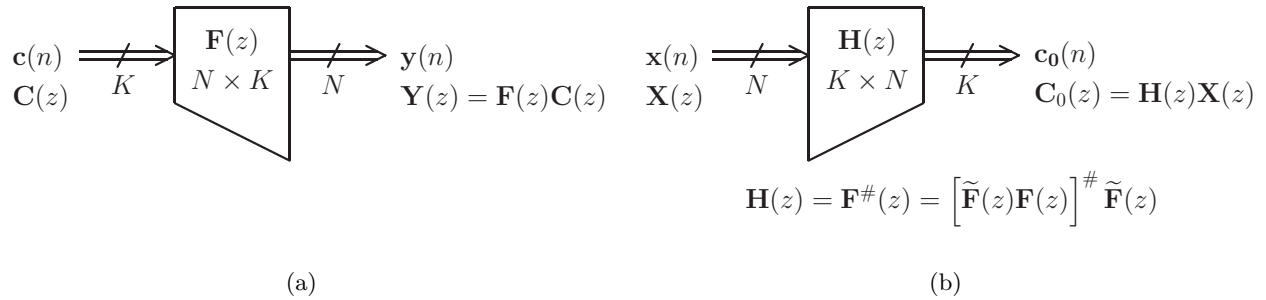 c(n)
C(z)
K
F(z)
N × K
N
y(n)
Y(z) = F(z)C(z)
(a)
x(n)
X(z)
N
H(z)
K × N
K
c₀(n)
C₀(z) = H(z)X(z)
H(z) = F^#(z) = [F̃(z)F(z)]^# F̃(z)
(b)